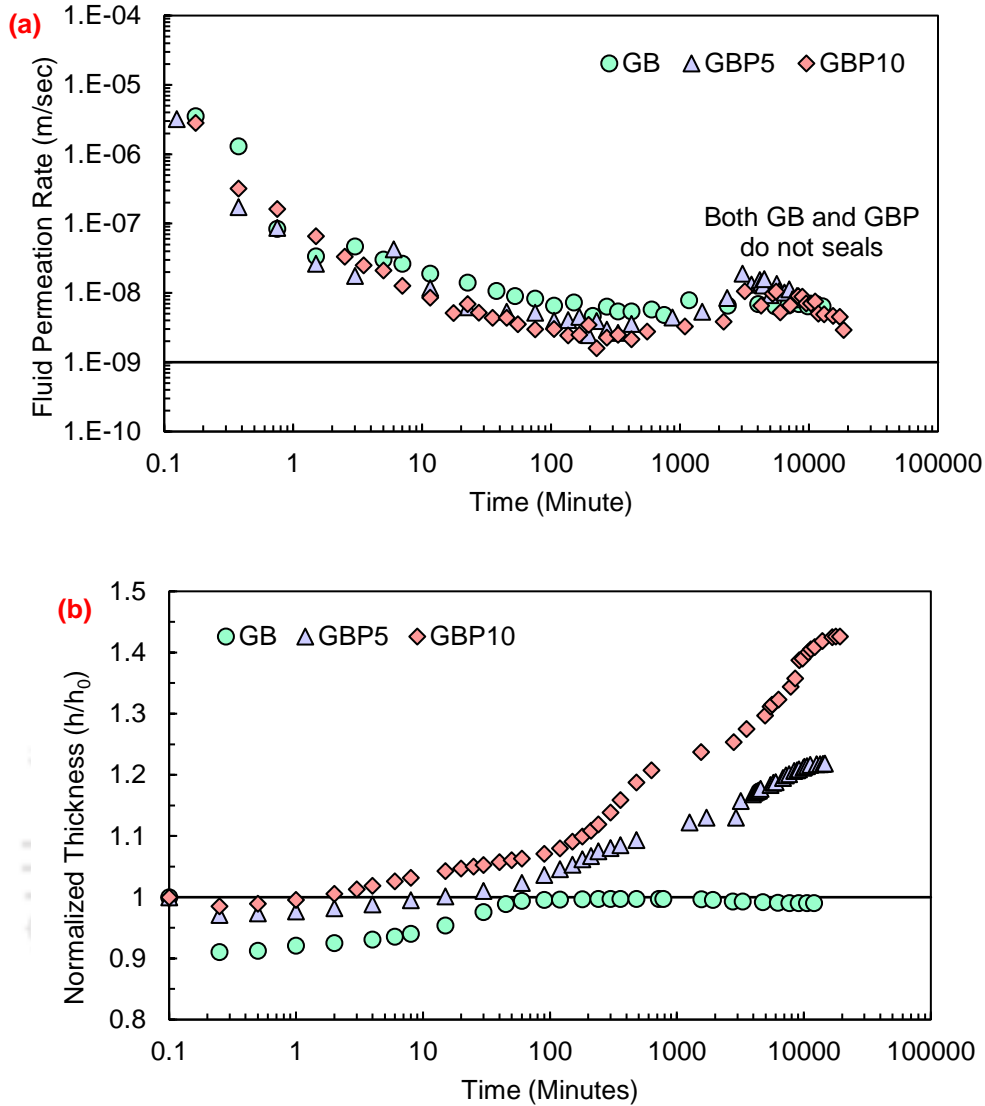 (a)
1.E-04
1.E-05
1.E-06
1.E-07
1.E-08
1.E-09
1.E-10
Fluid Permeation Rate (m/sec)
GB GBP5 GBP10
Both GB and GBP
do not seals
0.1 1 10 100 1000 10000 100000
Time (Minute)
(b)
1.5
1.4
1.3
1.2
1.1
1
0.9
0.8
Normalized Thickness (h/h₀)
GB GBP5 GBP10
0.1 1 10 100 1000 10000 100000
Time (Minutes)